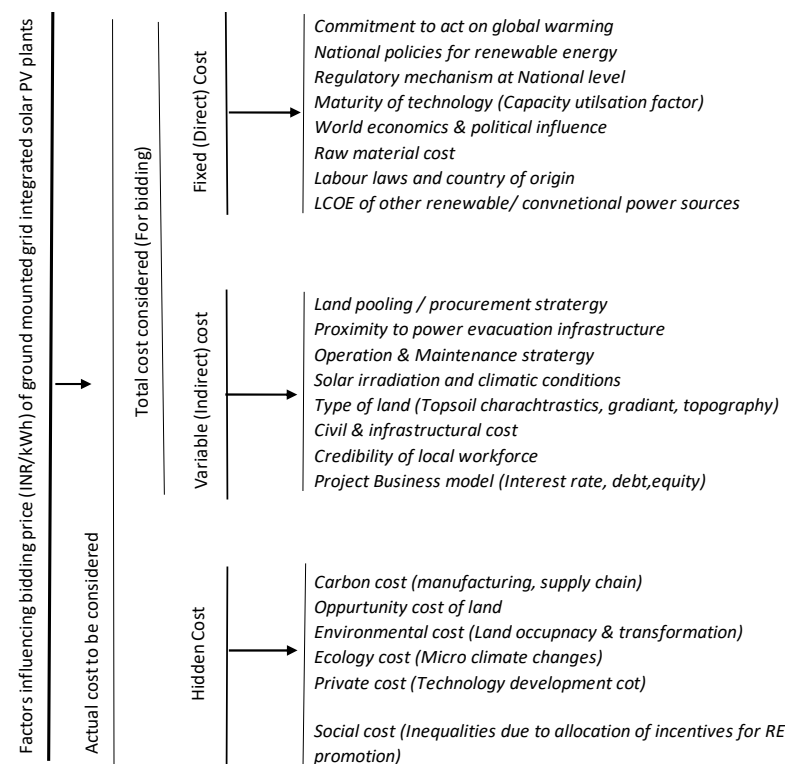 Factors influencing bidding price (INR/kWh) of ground mounted grid integrated solar PV plants
Actual cost to be considered
Total cost considered (For bidding)
Fixed (Direct) Cost
Commitment to act on global warming
National policies for renewable energy
Regulatory mechanism at National level
Maturity of technology (Capacity utilsation factor)
World economics & political influence
Raw material cost
Labour laws and country of origin
LCOE of other renewable/ convnetional power sources
Variable (Indirect) cost
Land pooling / procurement stratergy
Proximity to power evacuation infrastructure
Operation & Maintenance stratergy
Solar irradiation and climatic conditions
Type of land (Topsoil charachtrastics, gradiant, topography)
Civil & infrastructural cost
Credibility of local workforce
Project Business model (Interest rate, debt,equity)
Hidden Cost
Carbon cost (manufacturing, supply chain)
Oppurtunity cost of land
Environmental cost (Land occupnacy & transformation)
Ecology cost (Micro climate changes)
Private cost (Technology development cot)
Social cost (Inequalities due to allocation of incentives for RE
promotion)